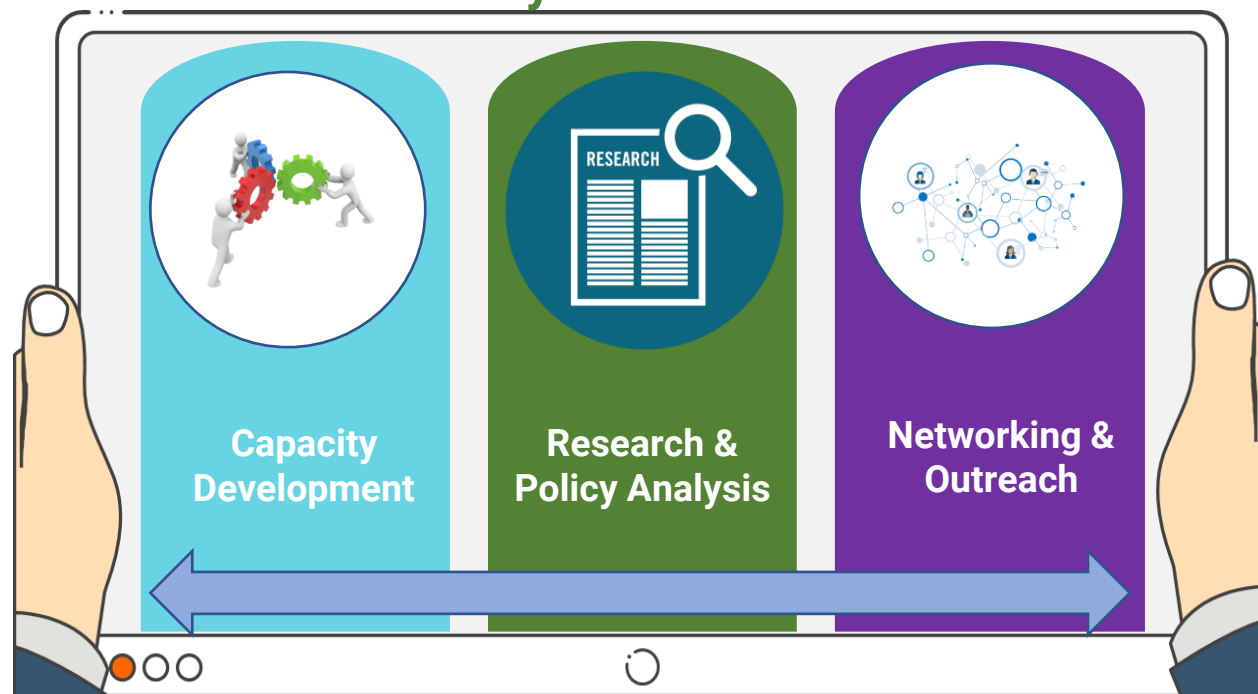 RESEARCH
Capacity
Development
Research &
Policy Analysis
Networking &
Outreach